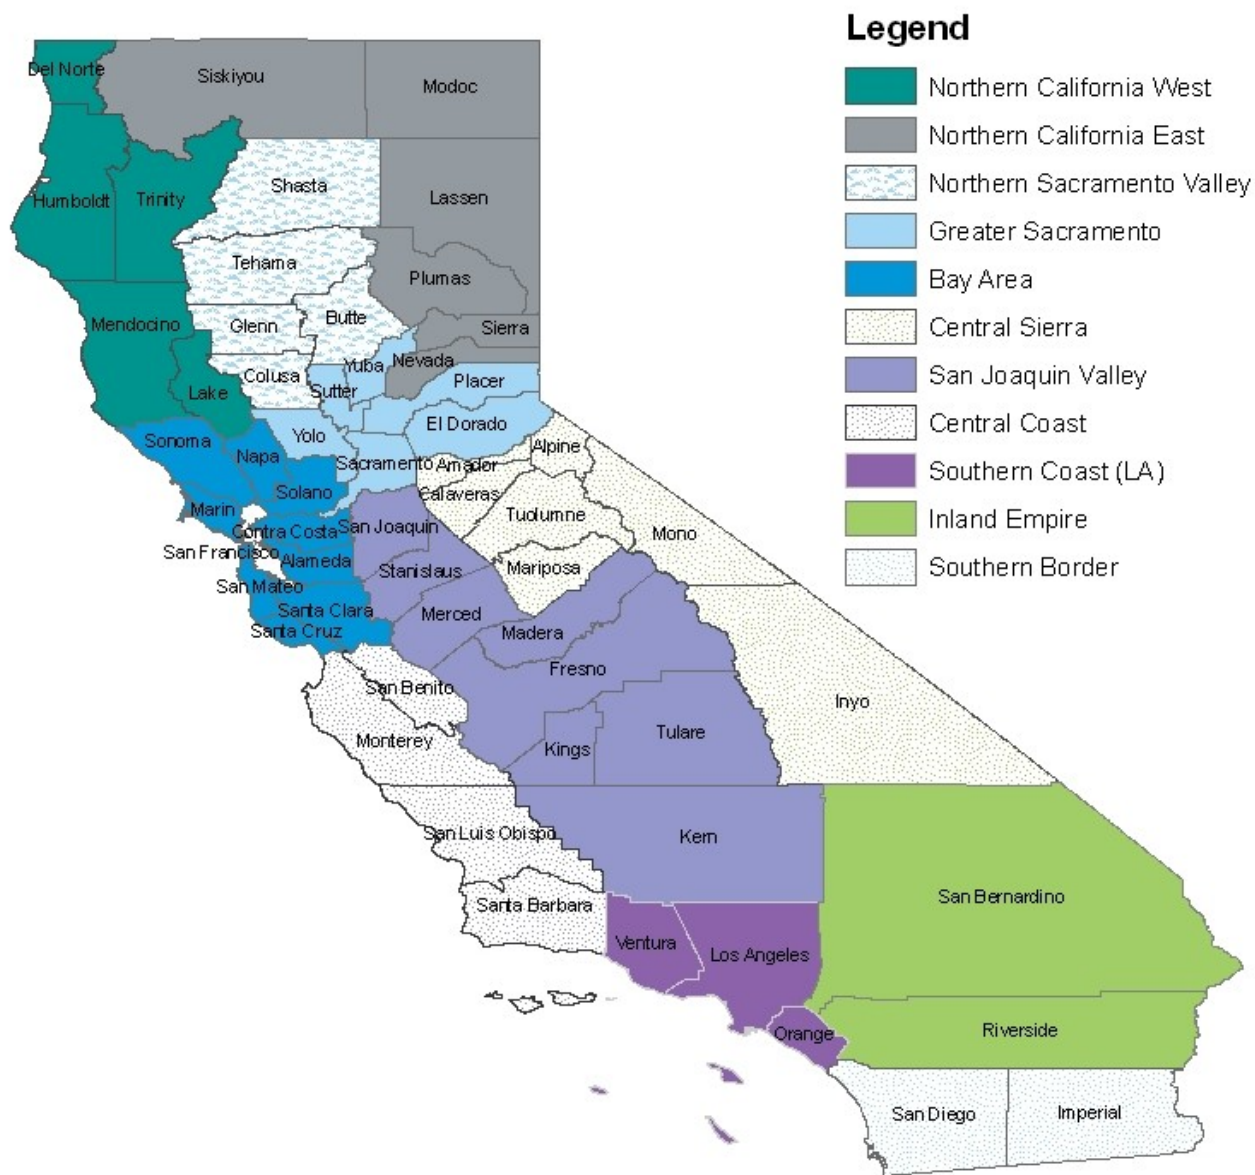 Legend
Northern California West
Northern California East
Northern Sacramento Valley
Greater Sacramento
Bay Area
Central Sierra
San Joaquin Valley
Central Coast
Southern Coast (LA)
Inland Empire
Southern Border
Del Norte
Siskiyou
Modoc
Humboldt
Trinity
Shasta
Lassen
Tehama
Plumas
Mendocino
Glenn
Butte
Sierra
Lake
Colusa
Sutter
Yuba
Nevada
Placer
Sonoma
Napa
Yolo
El Dorado
Sacramento
Amador
Alpine
Solano
Calaveras
Marin
Contra Costa
San Joaquin
Tuolumne
Mono
San Francisco
Alameda
Stanislaus
Mariposa
San Mateo
Santa Clara
Merced
Santa Cruz
Madera
Fresno
San Benito
Inyo
Monterey
Kings
Tulare
San Luis Obispo
Kern
Santa Barbara
San Bernardino
Ventura
Los Angeles
Orange
Riverside
San Diego
Imperial